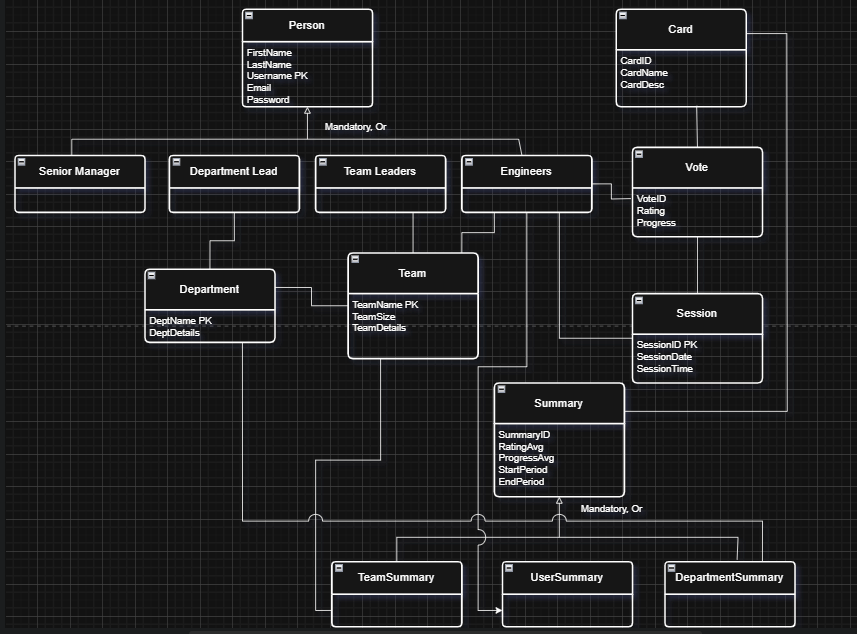 Person
FirstName
LastName
Username PK
Email
Password
Card
CardID
CardName
CardDesc
Mandatory, Or
Senior Manager
Department Lead
Team Leaders
Engineers
Vote
VoteID
Rating
Progress
Department
DeptName PK
DeptDetails
Team
TeamName PK
TeamSize
TeamDetails
Session
SessionID PK
SessionDate
SessionTime
Summary
SummaryID
RatingAvg
ProgressAvg
StartPeriod
EndPeriod
Mandatory, Or
TeamSummary
UserSummary
DepartmentSummary